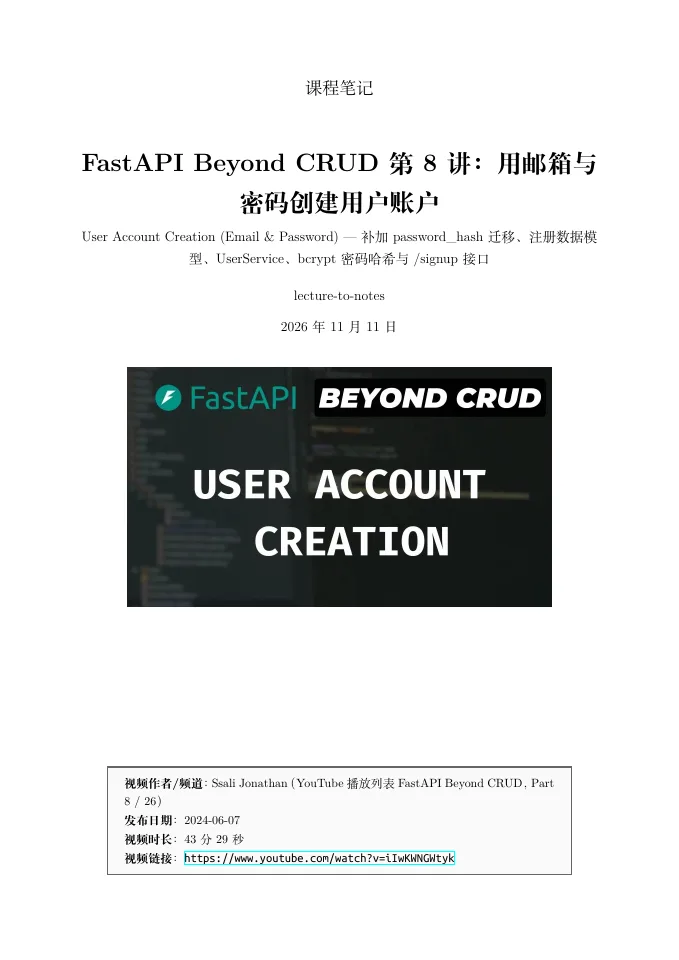 课程笔记
FastAPI Beyond CRUD 第 8 讲：用邮箱与
密码创建用户账户
User Account Creation (Email & Password) — 补加 password_hash 迁移、注册数据模
型、UserService、bcrypt 密码哈希与 /signup 接口
lecture-to-notes
2026 年 11 月 11 日
FastAPI BEYOND CRUD
USER ACCOUNT
CREATION
视频作者/频道：Ssali Jonathan (YouTube 播放列表 FastAPI Beyond CRUD, Part
8 / 26)
发布日期：2024-06-07
视频时长：43 分 29 秒
视频链接：https://www.youtube.com/watch?v=iIwKWNGWtyk